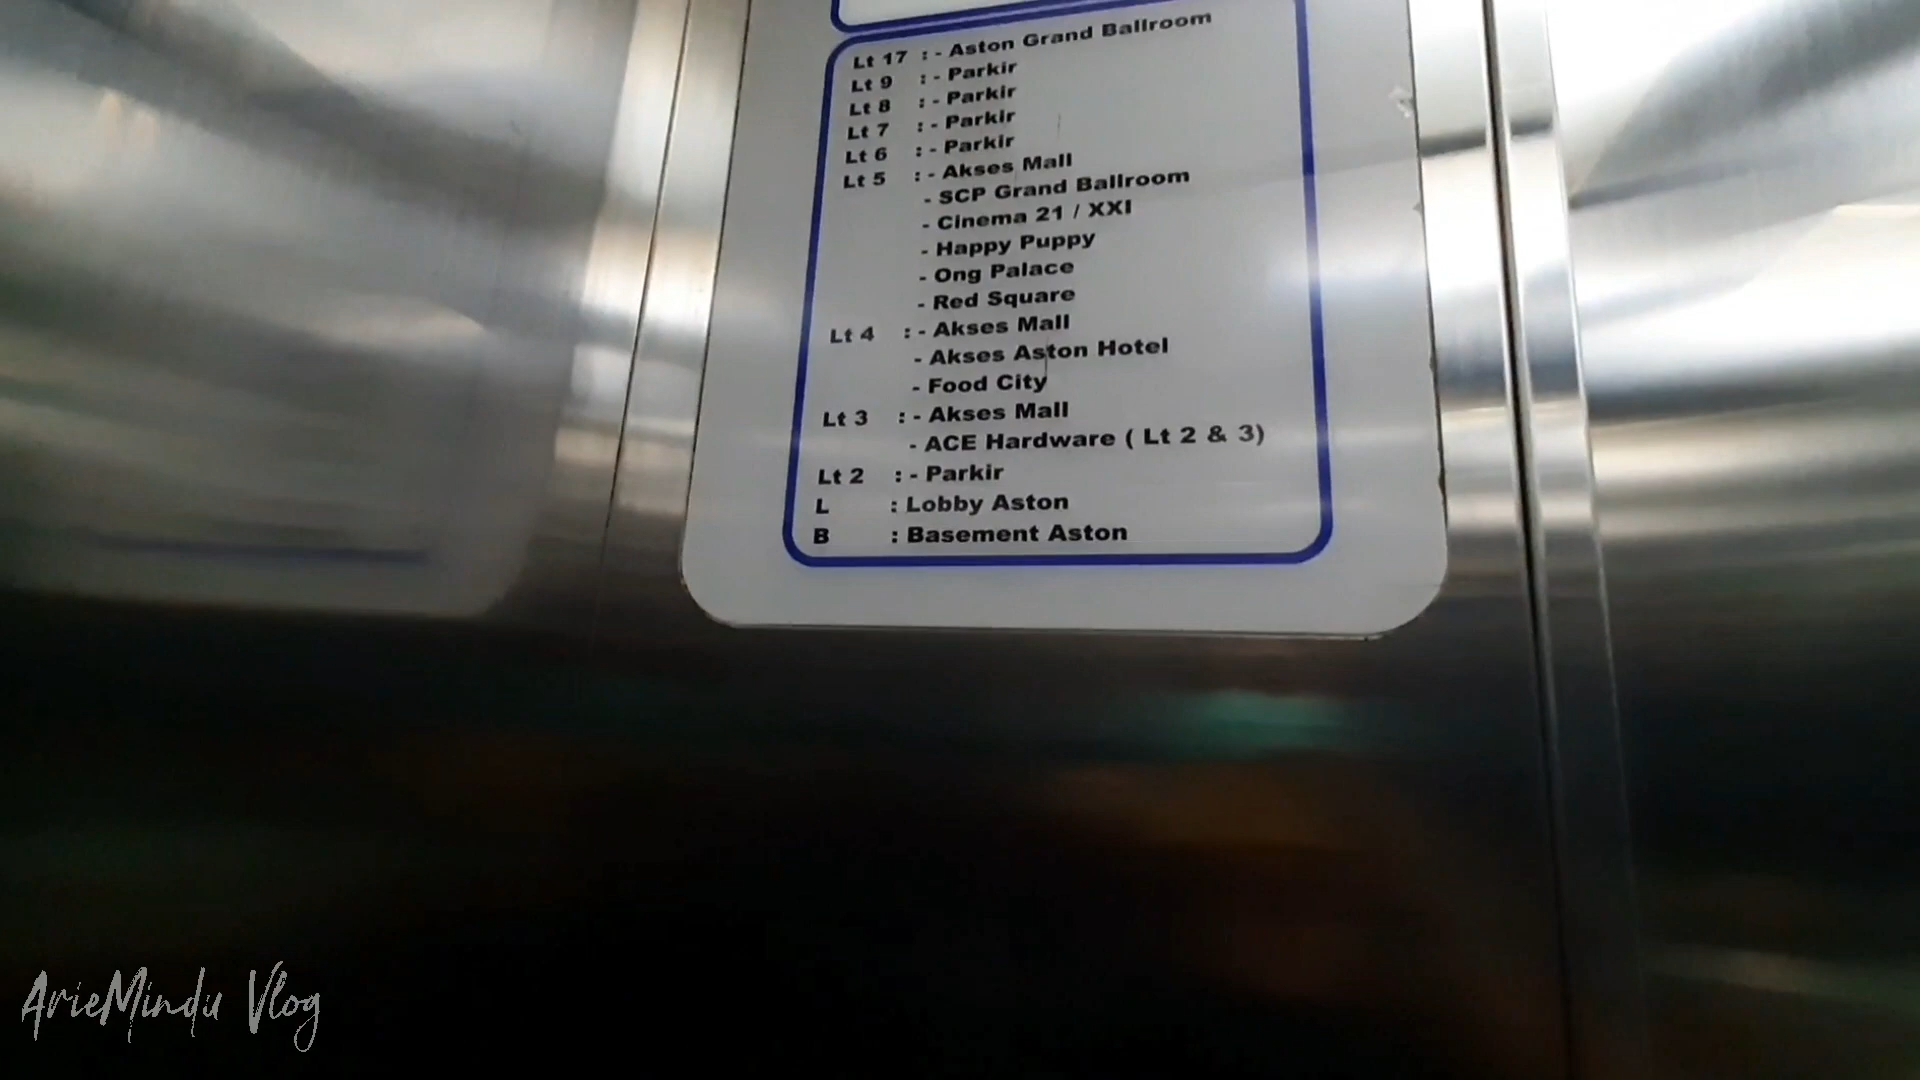 Lt 17 : - Aston Grand Ballroom
Lt 9 : - Parkir
Lt 8 : - Parkir
Lt 7 : - Parkir
Lt 6 : - Parkir
Lt 5 : - Akses Mall
- SCP Grand Ballroom
- Cinema 21 / XXI
- Happy Puppy
- Ong Palace
- Red Square
Lt 4 : - Akses Mall
- Akses Aston Hotel
- Food City
Lt 3 : - Akses Mall
- ACE Hardware ( Lt 2 & 3)
Lt 2 : - Parkir
L : Lobby Aston
B : Basement Aston
ArieMindu Vlog